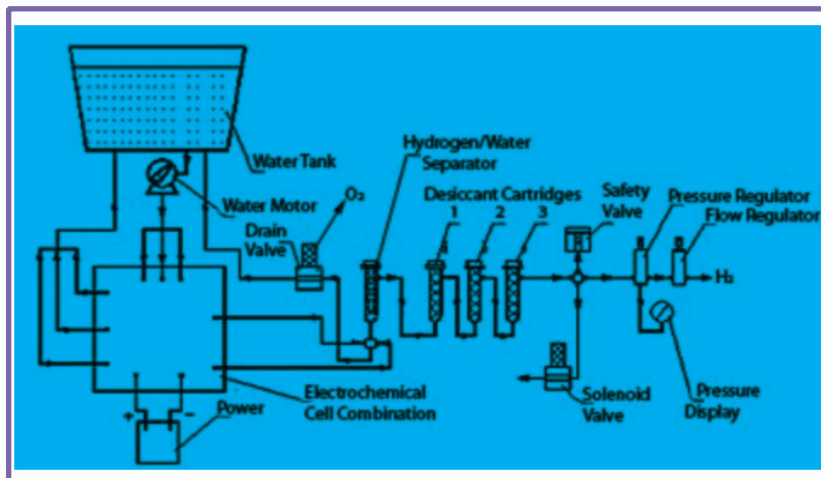 Hydrogen/Water
Separator
Water Tank
O₂
Desiccant Cartridges
1 2 3
Safety
Valve
Pressure Regulator
Flow Regulator
Water Motor
Drain
Valve
H₂
Electrochemical
Cell Combination
Solenoid
Valve
Pressure
Display
+ −
Power